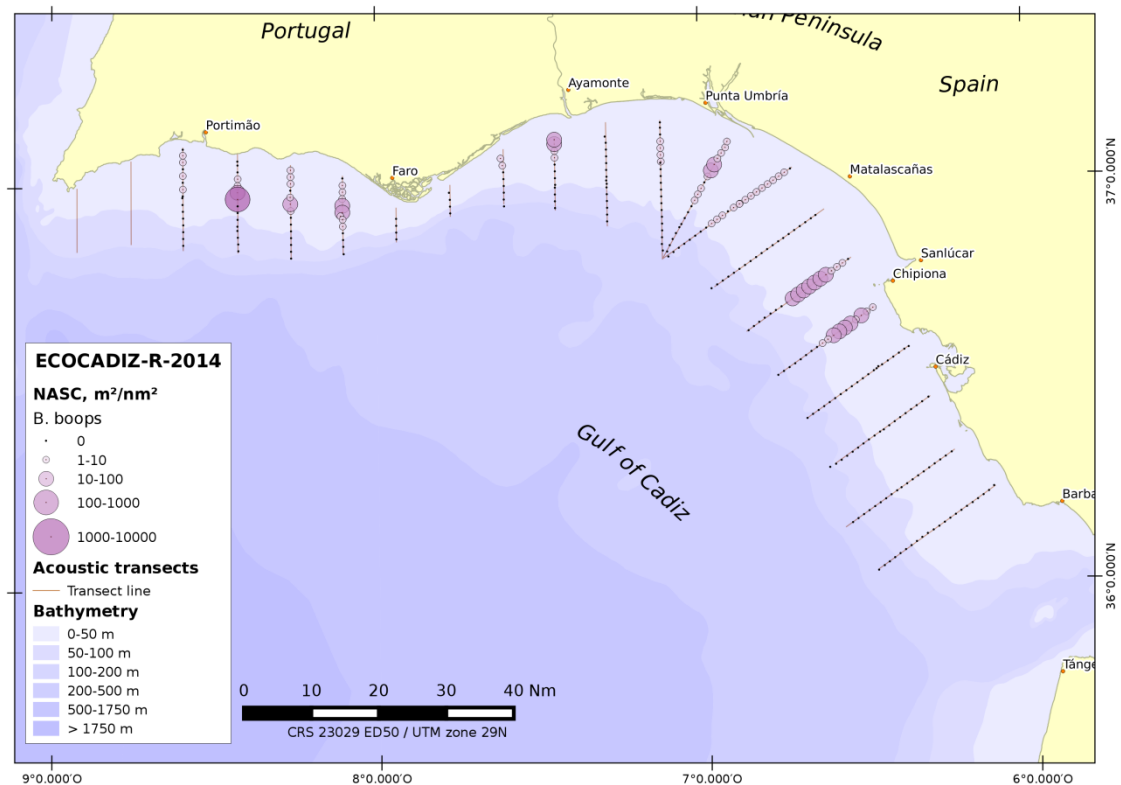 Portugal
Peninsula
Spain
Ayamonte
Punta Umbría
Portimão
Faro
Matalascañas
Sanlúcar
Chipiona
Cádiz
Gulf of Cadiz
Tánge
37°0.000'N
36°0.000'N
ECOCADIZ-R-2014
NASC, m²/nm²
B. boops
0
1-10
10-100
100-1000
1000-10000
Acoustic transects
Transect line
Bathymetry
0-50 m
50-100 m
100-200 m
200-500 m
500-1750 m
> 1750 m
0 10 20 30 40 Nm
CRS 23029 ED50 / UTM zone 29N
9°0.000'O 8°0.000'O 7°0.000'O 6°0.000'O
Barba